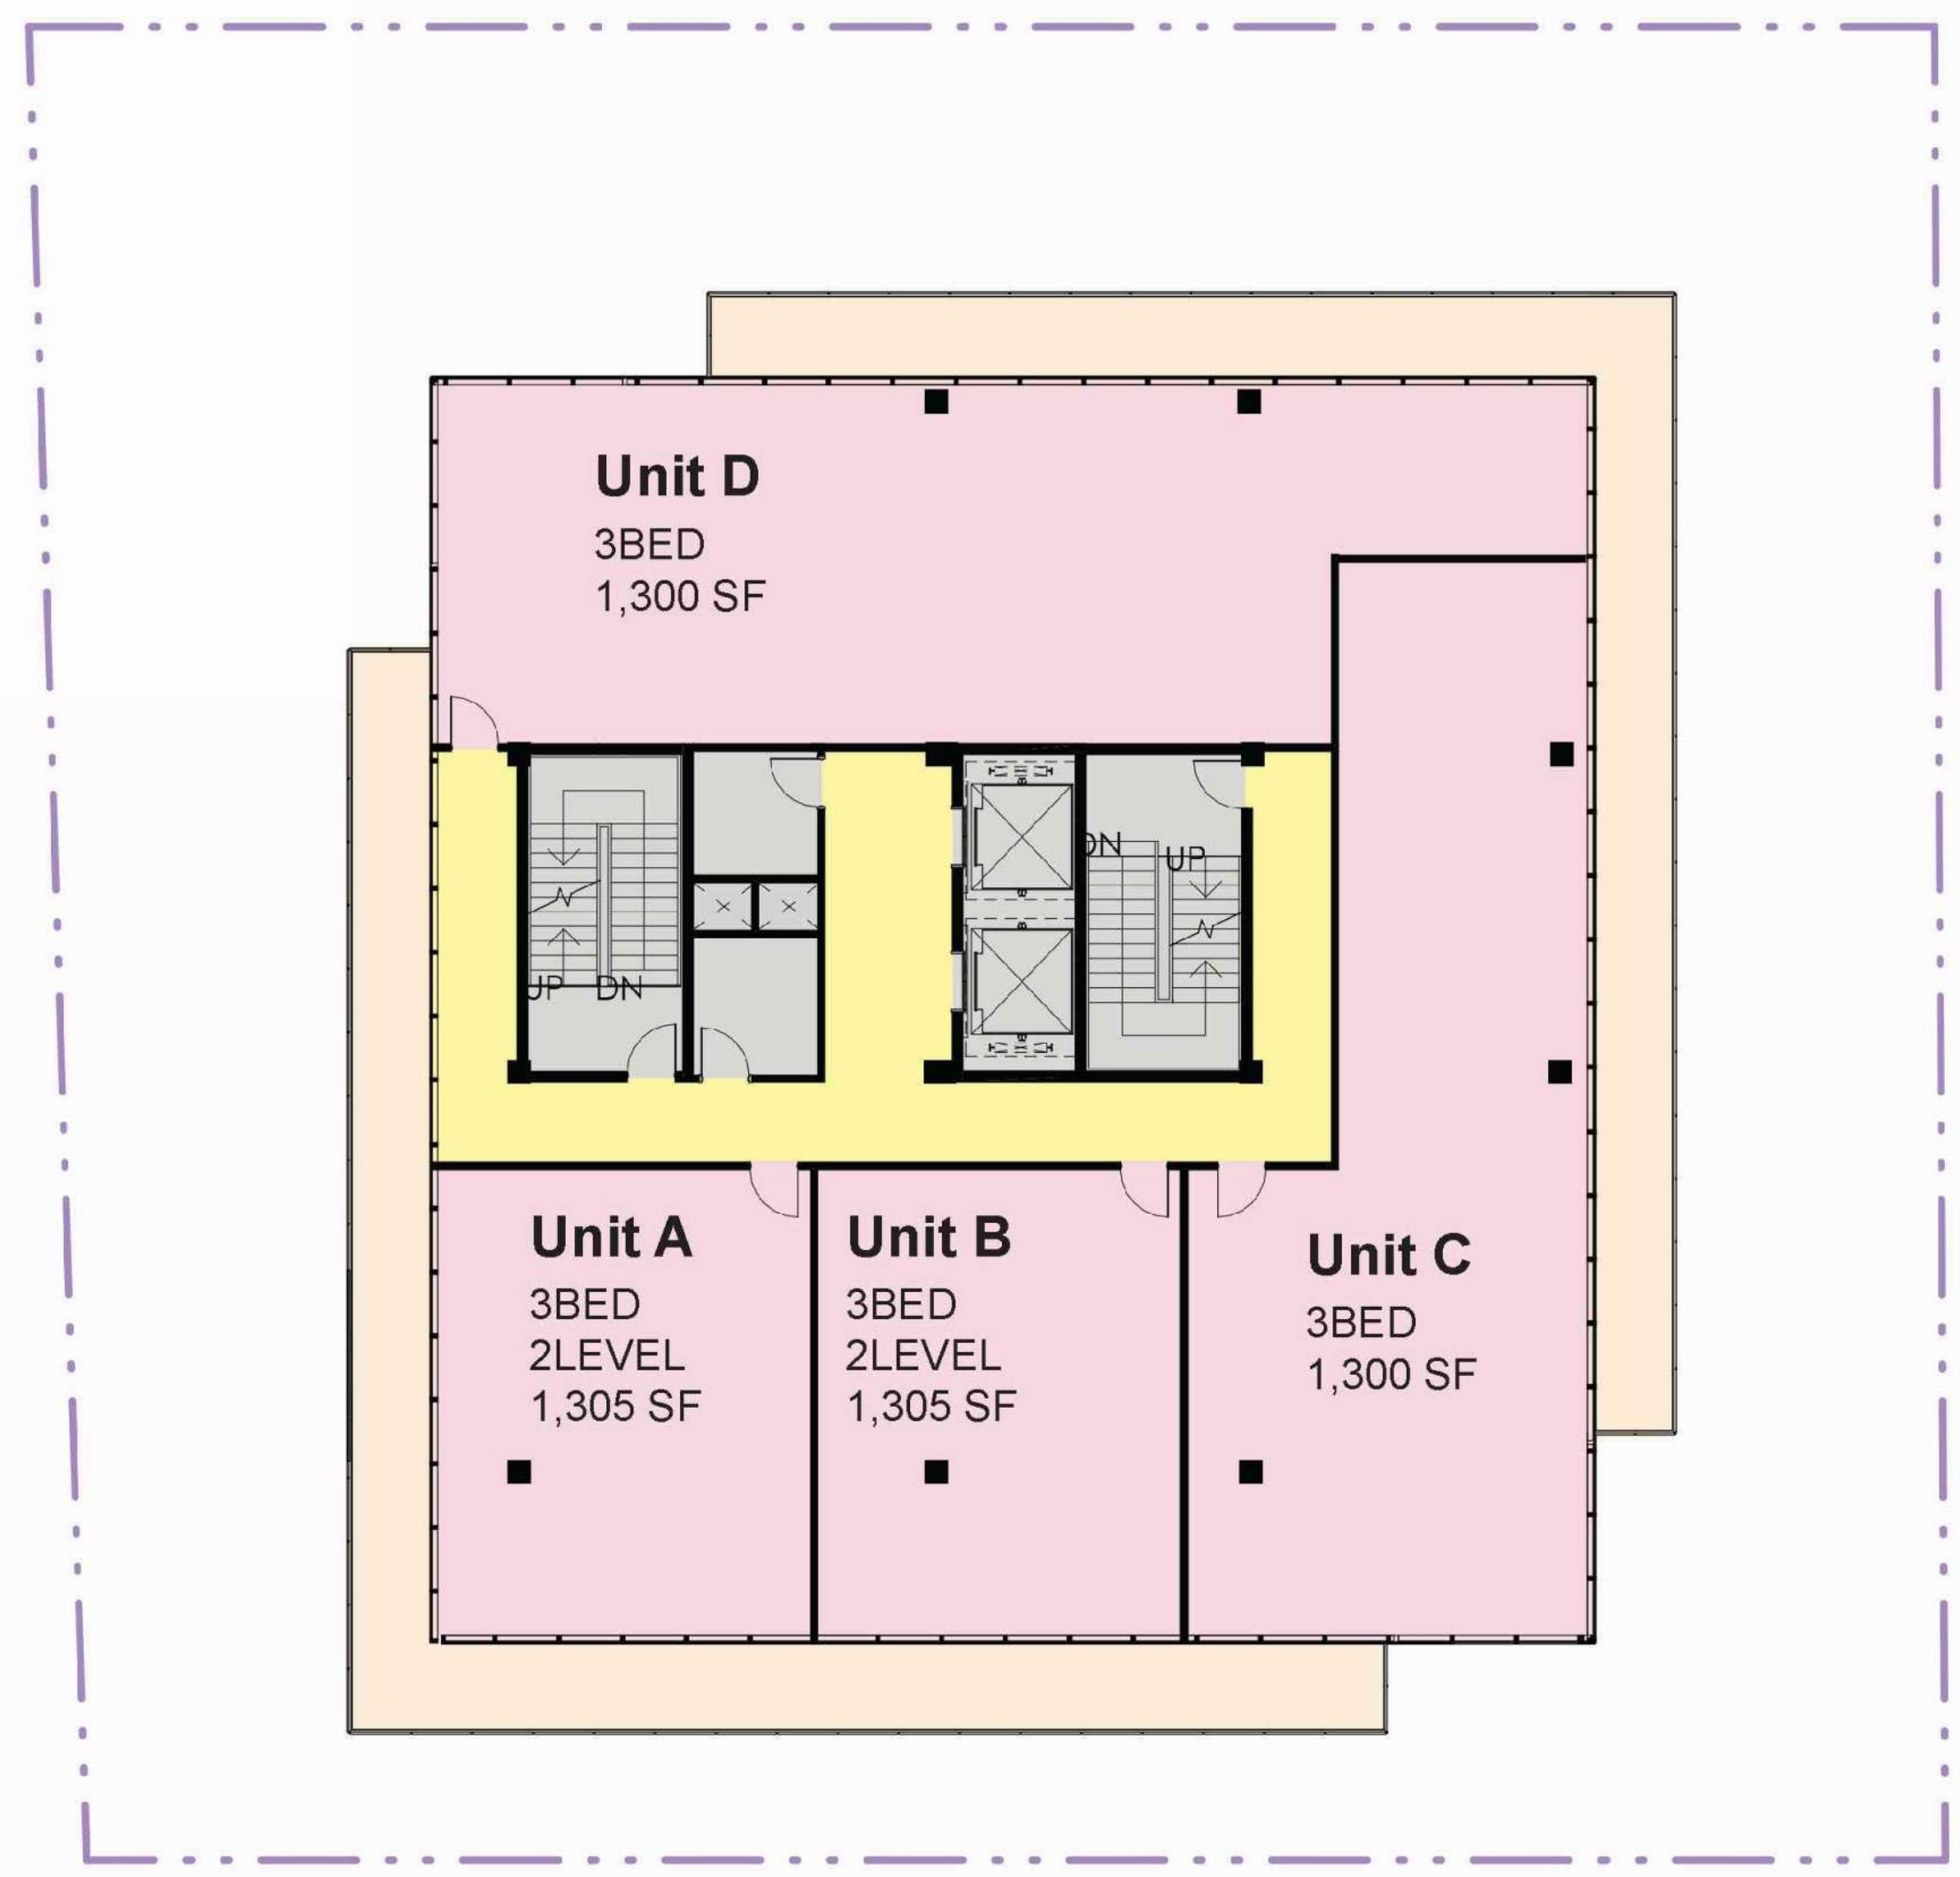 Unit D
3BED
1,300 SF
DN
UP
UP DN
Unit A
3BED
2LEVEL
1,305 SF
Unit B
3BED
2LEVEL
1,305 SF
Unit C
3BED
1,300 SF